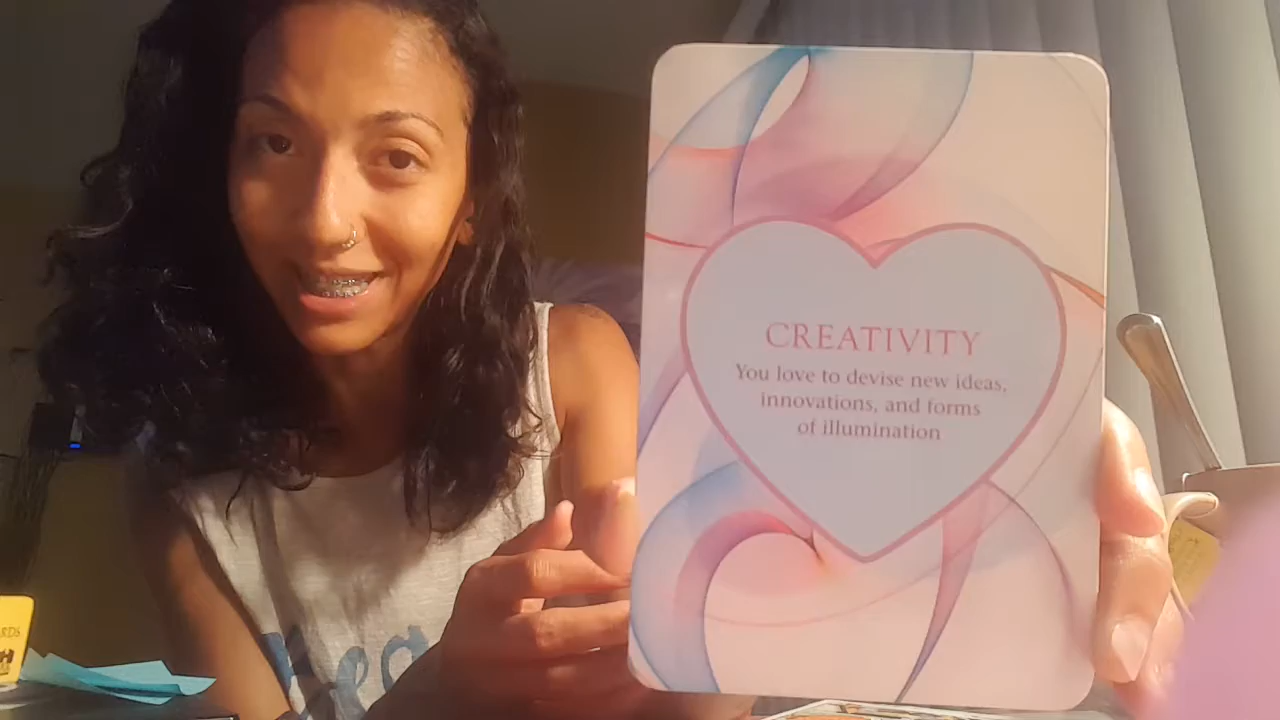 CREATIVITY
You love to devise new ideas,
innovations, and forms
of illumination